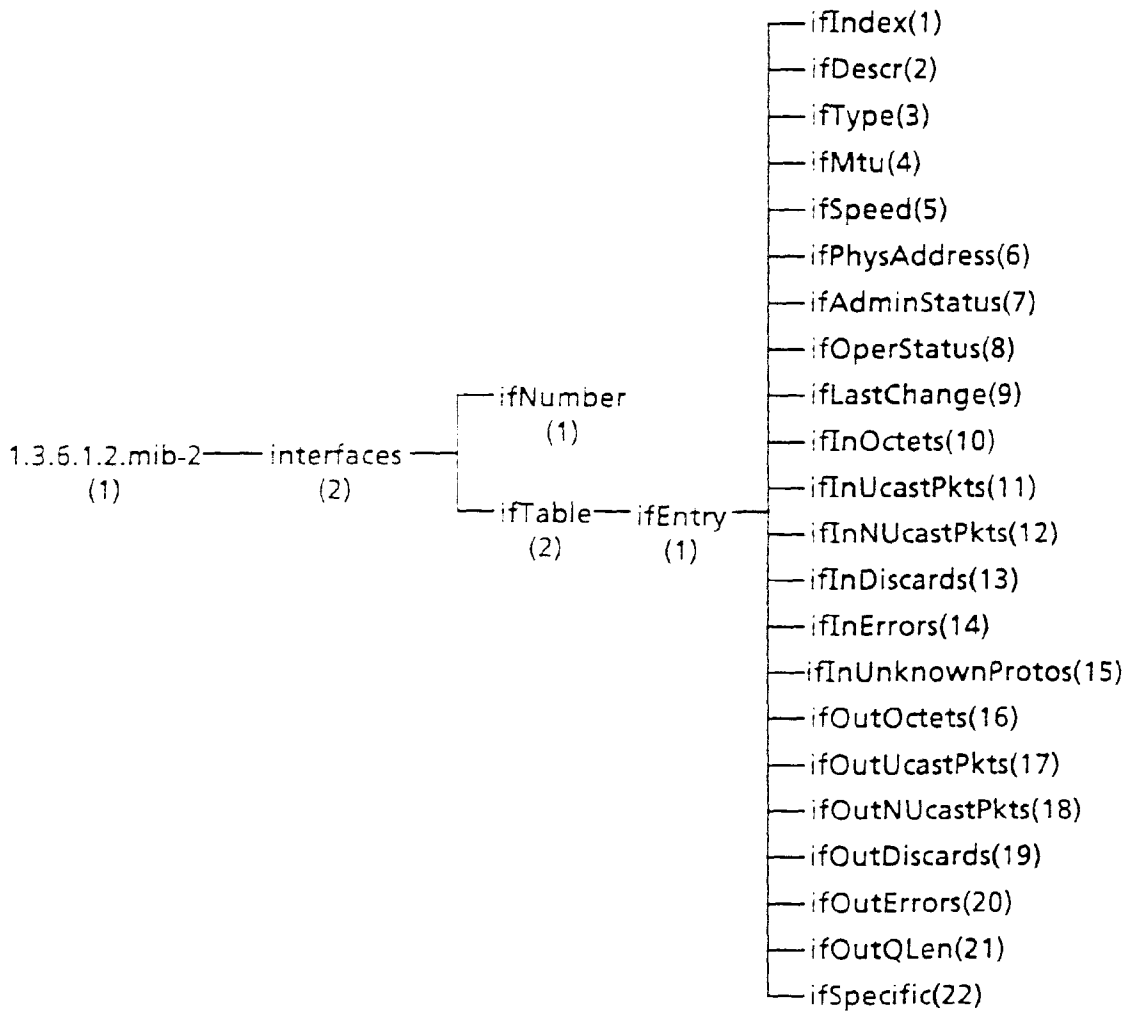 ifIndex(1)
ifDescr(2)
ifType(3)
ifMtu(4)
ifSpeed(5)
ifPhysAddress(6)
ifAdminStatus(7)
ifOperStatus(8)
ifLastChange(9)
ifNumber
(1)
ifInOctets(10)
1.3.6.1.2.mib-2
(1)
interfaces
(2)
ifInUcastPkts(11)
ifTable
(2)
ifEntry
(1)
ifInNUcastPkts(12)
ifInDiscards(13)
ifInErrors(14)
ifInUnknownProtos(15)
ifOutOctets(16)
ifOutUcastPkts(17)
ifOutNUcastPkts(18)
ifOutDiscards(19)
ifOutErrors(20)
ifOutQLen(21)
ifSpecific(22)